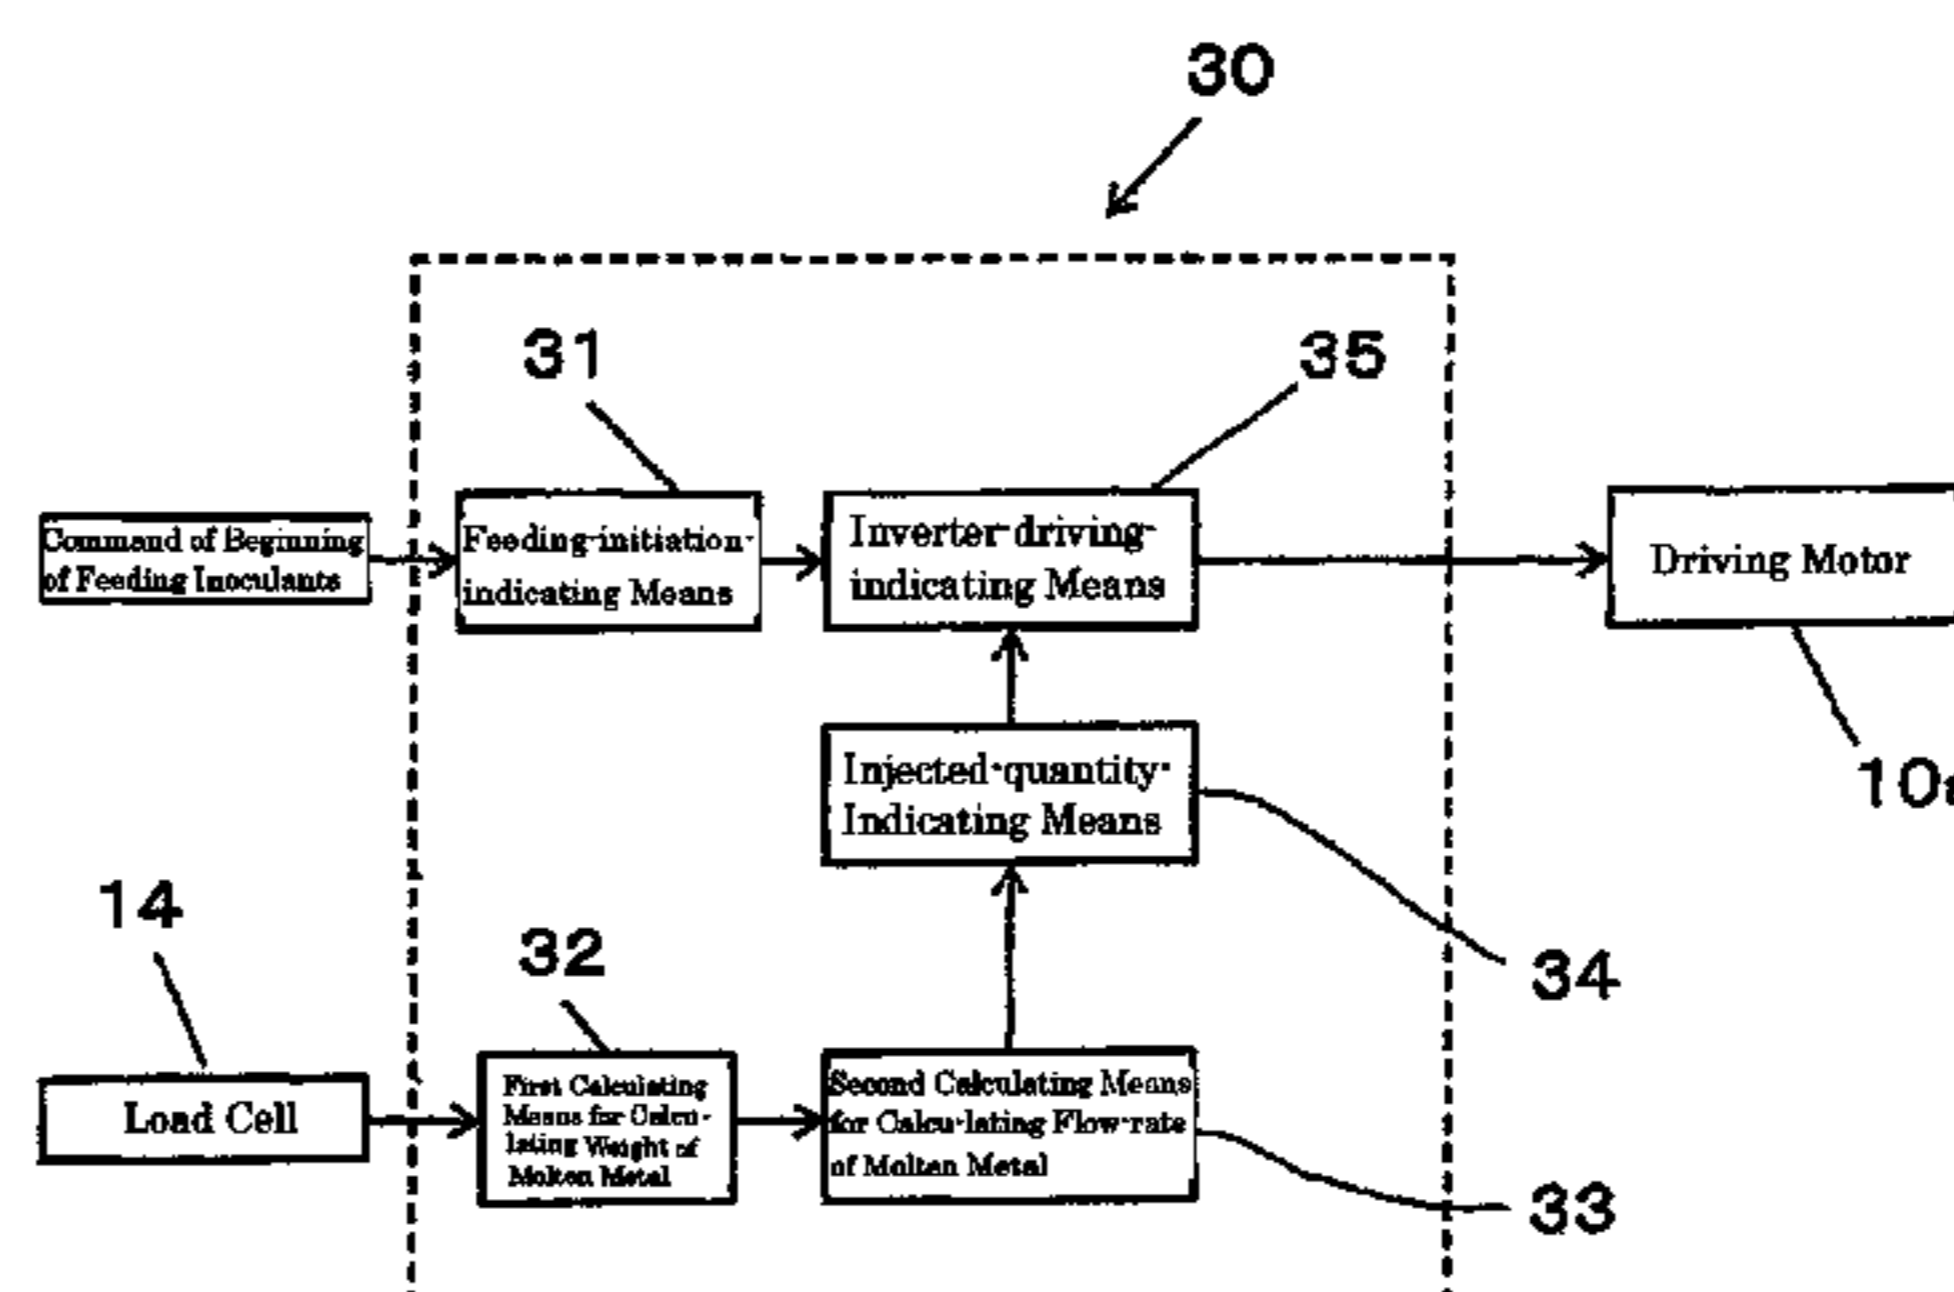 30
31
35
Command of Beginning
of Feeding Inoculants
Feeding-initiation-
indicating Means
Inverter-driving-
indicating Means
Driving Motor
Injected-quantity-
Indicating Means
10a
14
32
34
Load Cell
First Calculating
Means for Calcu-
lating Weight of
Molten Metal
Second Calculating Means
for Calcu-lating Flow-rate
of Molten Metal
33